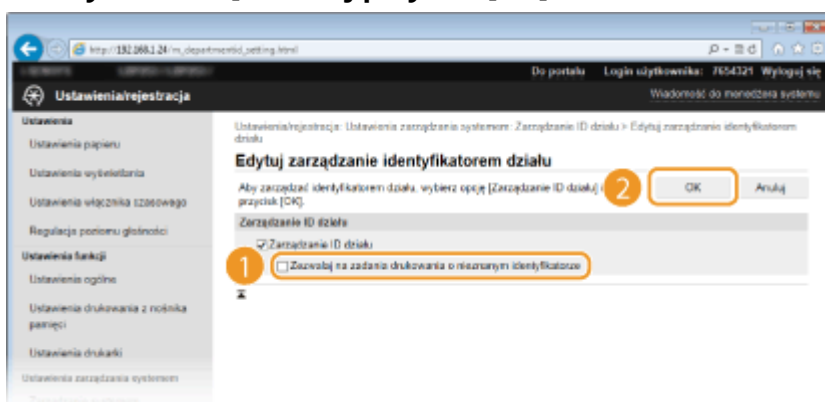 http://192.168.1.24/m_departmentid_setting.html
Do portalu Login użytkownika: 7654321 Wyloguj się
Ustawienia/rejestracja
Wiadomość do menedżera systemu
Ustawienia
Ustawienia papieru
Ustawienia wyświetlania
Ustawienia włącznika czasowego
Regulacja poziomu głośności
Ustawienia funkcji
Ustawienia ogólne
Ustawienia drukowania z nośnika
pamięci
Ustawienia drukarki
Ustawienia zarządzania systemem
Ustawienia/rejestracja: Ustawienia zarządzania systemem: Zarządzanie ID działu > Edytuj zarządzanie identyfikatorem
działu
Edytuj zarządzanie identyfikatorem działu
Aby zarządzać identyfikatorem działu, wybierz opcję [Zarządzanie ID działu]
przycisk [OK].
2
OK
Anuluj
Zarządzanie ID działu
Zarządzanie ID działu
1
Zezwalaj na zadania drukowania o nieznanym identyfikatorze